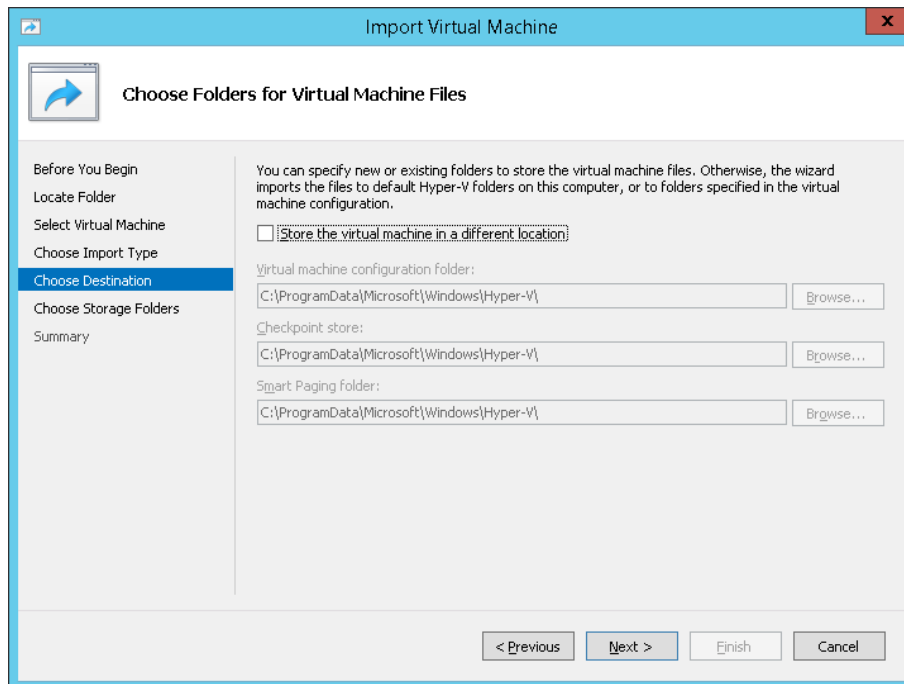 Import Virtual Machine
x
Choose Folders for Virtual Machine Files
Before You Begin
Locate Folder
Select Virtual Machine
Choose Import Type
Choose Destination
Choose Storage Folders
Summary
You can specify new or existing folders to store the virtual machine files. Otherwise, the wizard
imports the files to default Hyper-V folders on this computer, or to folders specified in the virtual
machine configuration.
Store the virtual machine in a different location
Virtual machine configuration folder:
C:\ProgramData\Microsoft\Windows\Hyper-V\ Browse...
Checkpoint store:
C:\ProgramData\Microsoft\Windows\Hyper-V\ Browse...
Smart Paging folder:
C:\ProgramData\Microsoft\Windows\Hyper-V\ Browse...
< Previous Next > Finish Cancel